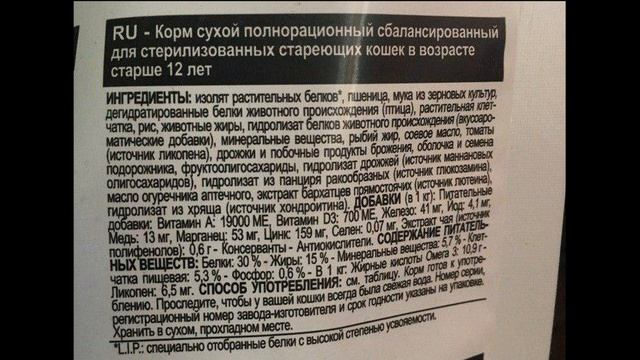 RU - Корм сухой полнорационный сбалансированный
для стерилизованных стареющих кошек в возрасте
старше 12 лет
ИНГРЕДИЕНТЫ: изолят растительных белков*, пшеница, мука из зерновых культур,
дегидратированные белки животного происхождения (птица), растительная клет-
чатка, рис, животные жиры, гидролизат белков животного происхождения (вкусоаро-
матические добавки), минеральные вещества, рыбий жир, соевое масло, томаты
(источник ликопена), дрожжи и побочные продукты брожения, оболочка и семена
подорожника, фруктоолигосахариды, гидролизат дрожжей (источник маннановых
олигосахаридов), гидролизат из панциря ракообразных (источник глюкозамина),
масло огуречника аптечного, экстракт бархатцев прямостоячих (источник лютеина),
гидролизат из хряща (источник хондроитина). ДОБАВКИ (в 1 кг): Питательные
добавки: Витамин А: 19000 МЕ, Витамин D3: 700 МЕ, Железо: 41 мг, Йод: 4,1 мг,
Медь: 13 мг, Марганец: 53 мг, Цинк: 159 мг, Селен: 0,07 мг, Экстракт чая (источник
полифенолов): 0,6 г - Консерванты - Антиокислители. СОДЕРЖАНИЕ ПИТАТЕЛЬ-
НЫХ ВЕЩЕСТВ: Белки: 30 % - Жиры: 15 % - Минеральные вещества: 5,7 % - Клет-
чатка пищевая: 5,3 % - Фосфор: 0,6 % - В 1 кг: Жирные кислоты Омега 3: 10,9 г -
Ликопен: 6,5 мг. СПОСОБ УПОТРЕБЛЕНИЯ: см. таблицу. Корм готов к употре-
блению. Проследите, чтобы у вашей кошки всегда была свежая вода. Номер серии,
регистрационный номер завода-изготовителя и срок годности указаны на упаковке.
Хранить в сухом, прохладном месте.
*L.I.P.: специально отобранные белки с высокой степенью усвояемости.